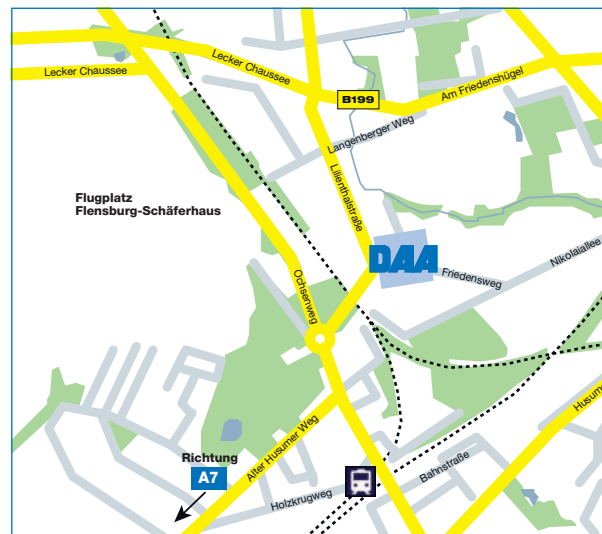 Lecker Chaussee
Lecker Chaussee
B199
Am Friedenshügel
Langenberger Weg
Lilienthalstraße
Flugplatz
Flensburg-Schäferhaus
DAA
Nikolaiallee
Friedensweg
Ochsenweg
Husume
Alter Husumer Weg
Richtung
A7
Bahnstraße
Holzkrugweg